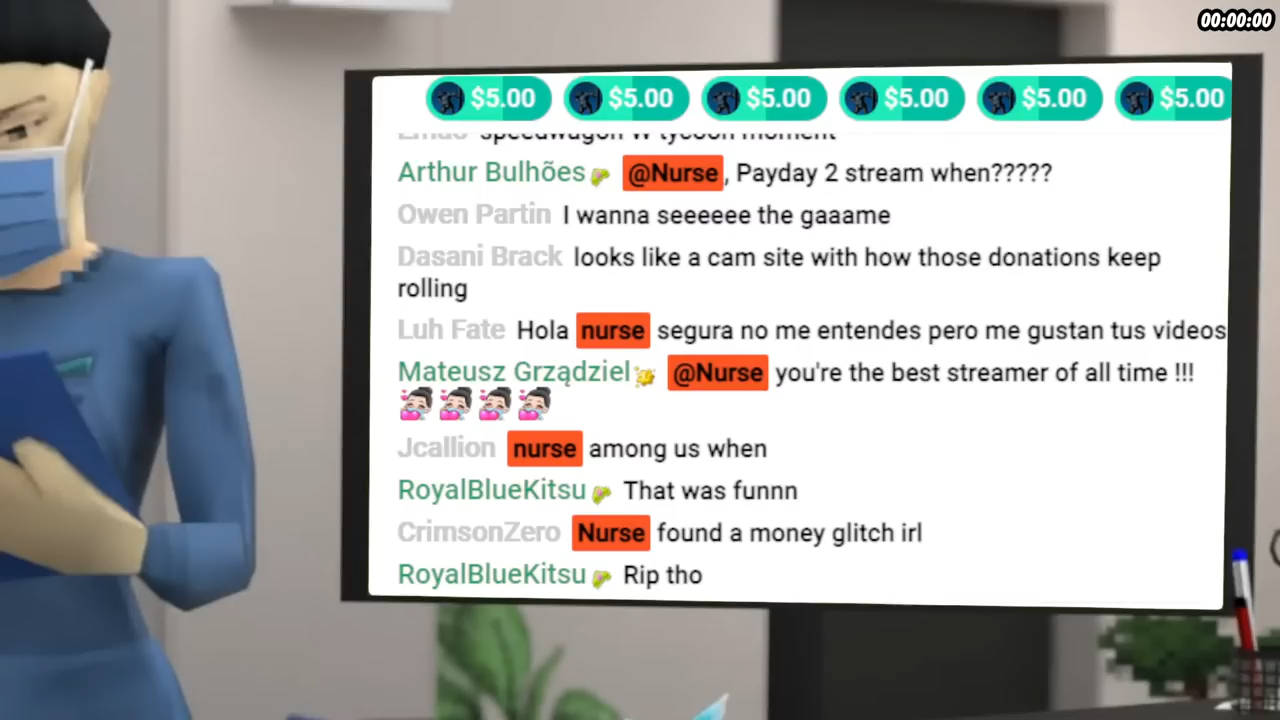 00:00:00
$5.00 $5.00 $5.00 $5.00 $5.00 $5.00
speedwagon W tycoon moment
Arthur Bulhões @Nurse, Payday 2 stream when?????
Owen Partin I wanna seeeeee the gaaame
Dasani Brack looks like a cam site with how those donations keep
rolling
Luh Fate Hola nurse segura no me entendes pero me gustan tus videos
Mateusz Grządziel @Nurse you're the best streamer of all time !!!
Jcallion nurse among us when
RoyalBlueKitsu That was funnn
CrimsonZero Nurse found a money glitch irl
RoyalBlueKitsu Rip tho